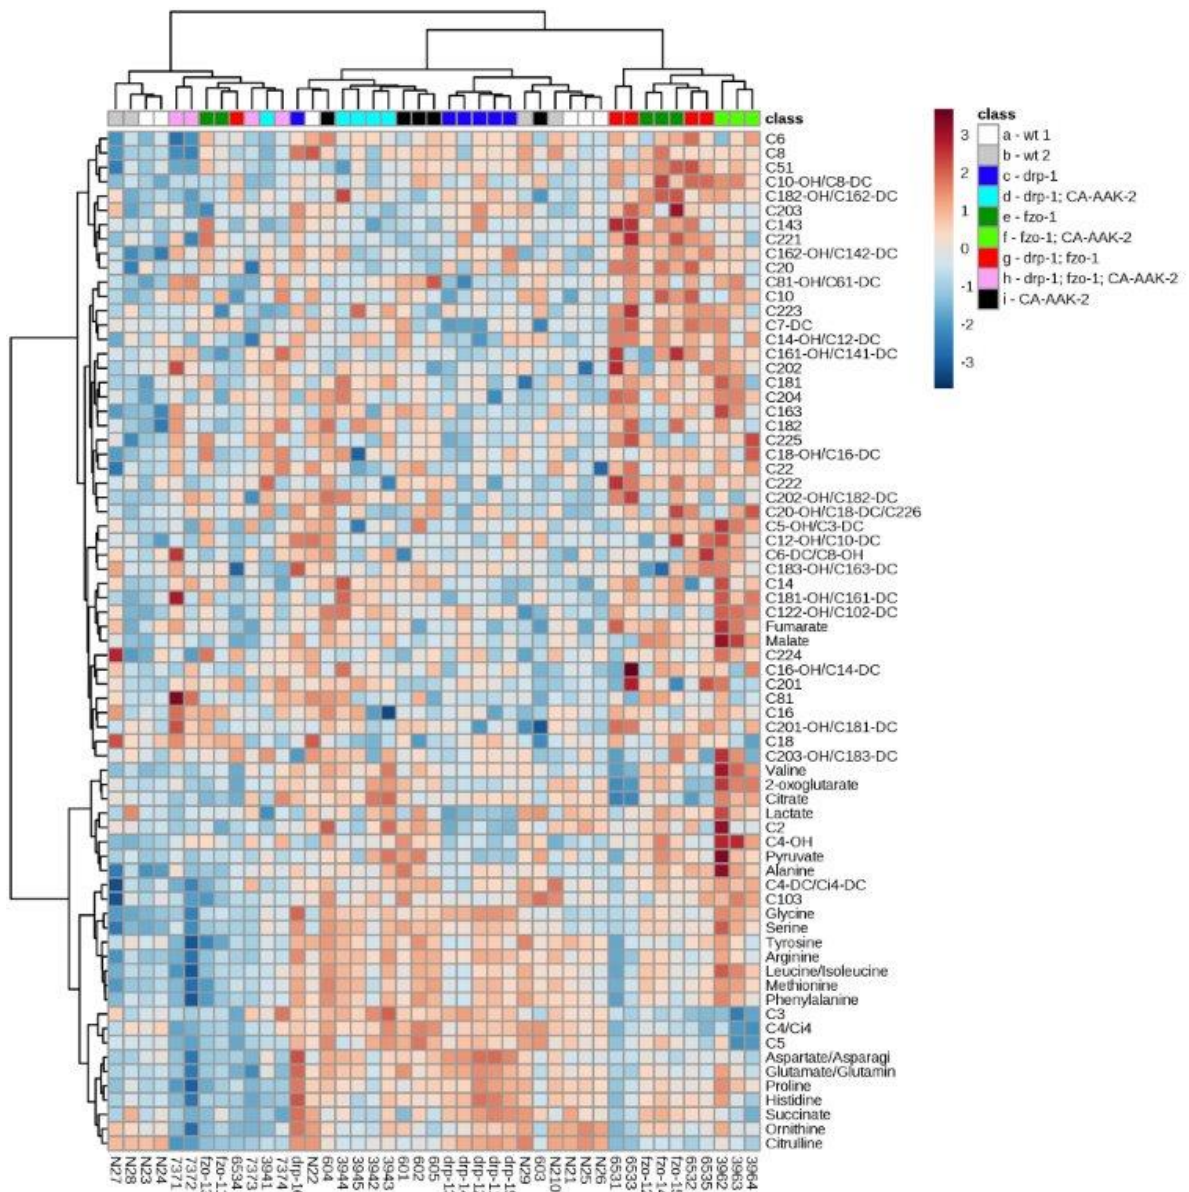 class
C6
C8
C51
C10-OH/C8-DC
C182-OH/C162-DC
C203
C143
C221
C162-OH/C142-DC
C20
C81-OH/C61-DC
C10
C223
C7-DC
C14-OH/C12-DC
C161-OH/C141-DC
C202
C181
C204
C163
C182
C225
C18-OH/C16-DC
C22
C222
C202-OH/C182-DC
C20-OH/C18-DC/C226
C5-OH/C3-DC
C12-OH/C10-DC
C6-DC/C8-OH
C183-OH/C163-DC
C14
C181-OH/C161-DC
C122-OH/C102-DC
Fumarate
Malate
C224
C16-OH/C14-DC
C201
C81
C16
C201-OH/C181-DC
C18
C203-OH/C183-DC
Valine
2-oxoglutarate
Citrate
Lactate
C2
C4-OH
Pyruvate
Alanine
C4-DC/Ci4-DC
C103
Glycine
Serine
Tyrosine
Arginine
Leucine/Isoleucine
Methionine
Phenylalanine
C3
C4/Ci4
C5
Aspartate/Asparagi
Glutamate/Glutamin
Proline
Histidine
Succinate
Ornithine
Citrulline
3
2
1
0
-1
-2
-3
class
a - wt 1
b - wt 2
c - drp-1
d - drp-1; CA-AAK-2
e - fzo-1
f - fzo-1; CA-AAK-2
g - drp-1; fzo-1
h - drp-1; fzo-1; CA-AAK-2
i - CA-AAK-2
N27
N28
N23
N24
7371
7372
6534
7373
3941
7374
N22
604
3944
3945
3942
3943
601
602
605
N29
603
N210
N21
N25
N26
6531
6533
6532
6535
3962
3963
3964